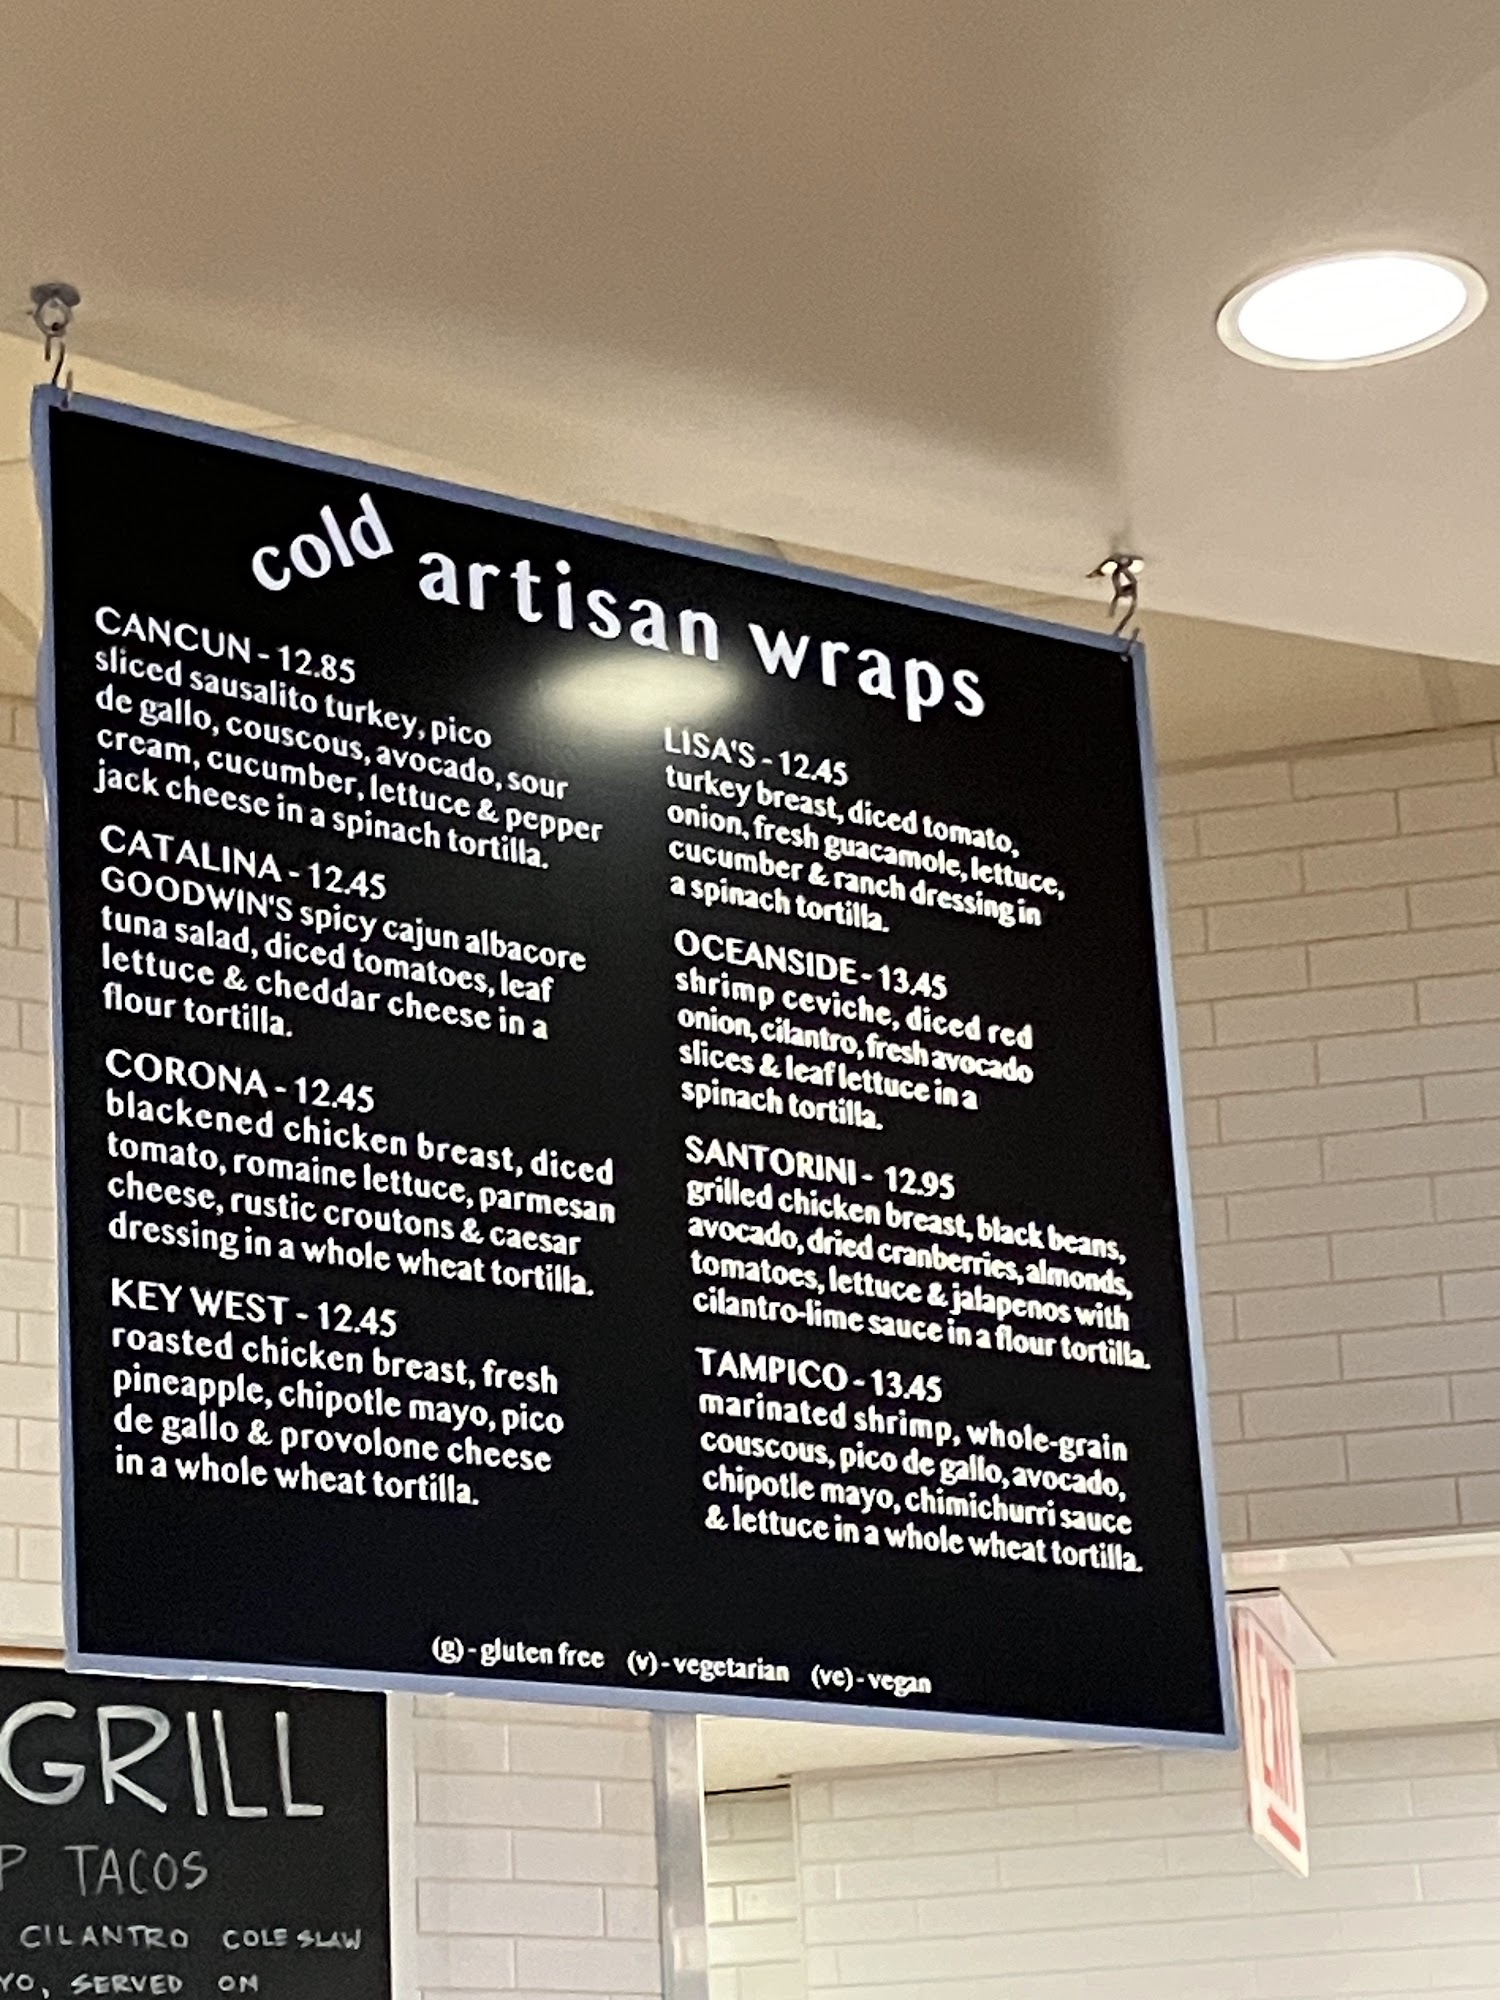 cold artisan wraps
CANCUN - 12.85
sliced sausalito turkey, pico
de gallo, couscous, avocado, sour
cream, cucumber, lettuce & pepper
jack cheese in a spinach tortilla.
CATALINA - 12.45
GOODWIN'S spicy cajun albacore
tuna salad, diced tomatoes, leaf
lettuce & cheddar cheese in a
flour tortilla.
CORONA - 12.45
blackened chicken breast, diced
tomato, romaine lettuce, parmesan
cheese, rustic croutons & caesar
dressing in a whole wheat tortilla.
KEY WEST - 12.45
roasted chicken breast, fresh
pineapple, chipotle mayo, pico
de gallo & provolone cheese
in a whole wheat tortilla.
LISA'S - 12.45
turkey breast, diced tomato,
onion, fresh guacamole, lettuce,
cucumber & ranch dressing in
a spinach tortilla.
OCEANSIDE - 13.45
shrimp ceviche, diced red
onion, cilantro, fresh avocado
slices & leaf lettuce in a
spinach tortilla.
SANTORINI - 12.95
grilled chicken breast, black beans,
avocado, dried cranberries, almonds,
tomatoes, lettuce & jalapenos with
cilantro-lime sauce in a flour tortilla.
TAMPICO - 13.45
marinated shrimp, whole-grain
couscous, pico de gallo, avocado,
chipotle mayo, chimichurri sauce
& lettuce in a whole wheat tortilla.
(g) - gluten free (v) - vegetarian (ve) - vegan
GRILL
P TACOS
CILANTRO COLE SLAW
YO, SERVED ON